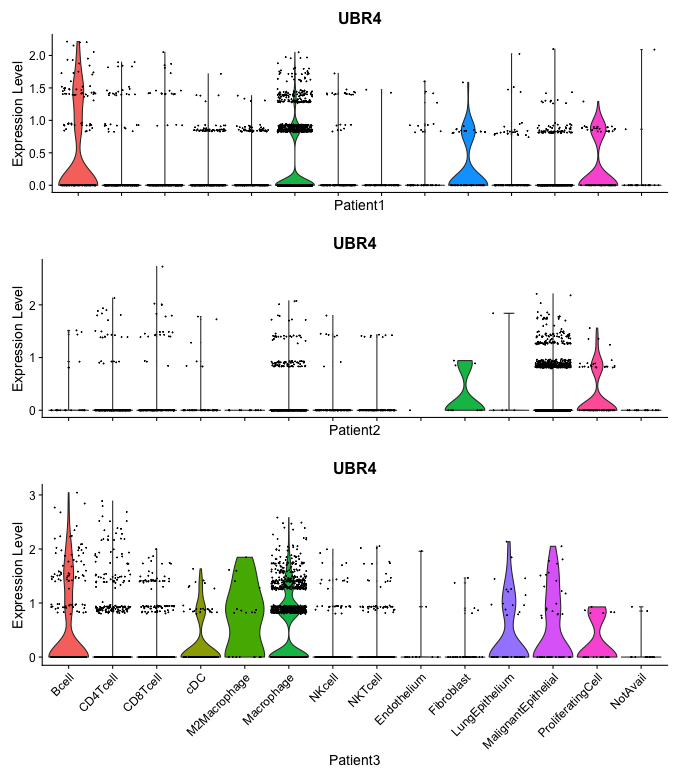 UBR4
Expression Level
2.0
1.5
1.0
0.5
0.0
Patient1
UBR4
Expression Level
2
1
0
Patient2
UBR4
Expression Level
3
2
1
0
Bcell
CD4Tcell
CD8Tcell
cDC
M2Macrophage
Macrophage
NKcell
NKTcell
Endothelium
Fibroblast
LungEpithelium
MalignantEpithelial
ProliferatingCell
NotAvail
Patient3